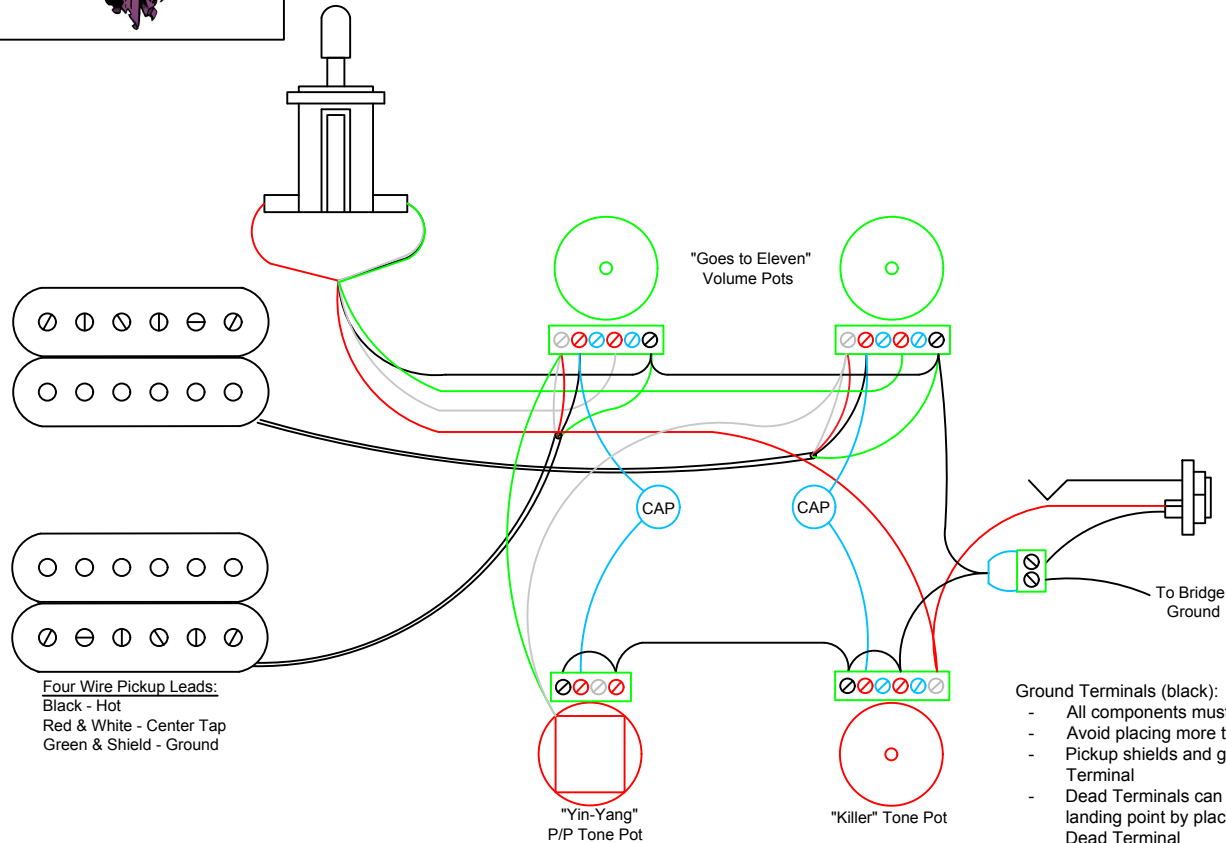 "Goes to Eleven"
Volume Pots
CAP
CAP
To Bridge
Ground
Four Wire Pickup Leads:
Black - Hot
Red & White - Center Tap
Green & Shield - Ground
"Yin-Yang"
P/P Tone Pot
"Killer" Tone Pot
Ground Terminals (black):
- All components must
- Avoid placing more t
- Pickup shields and g
Terminal
- Dead Terminals can
landing point by place
Dead Terminal